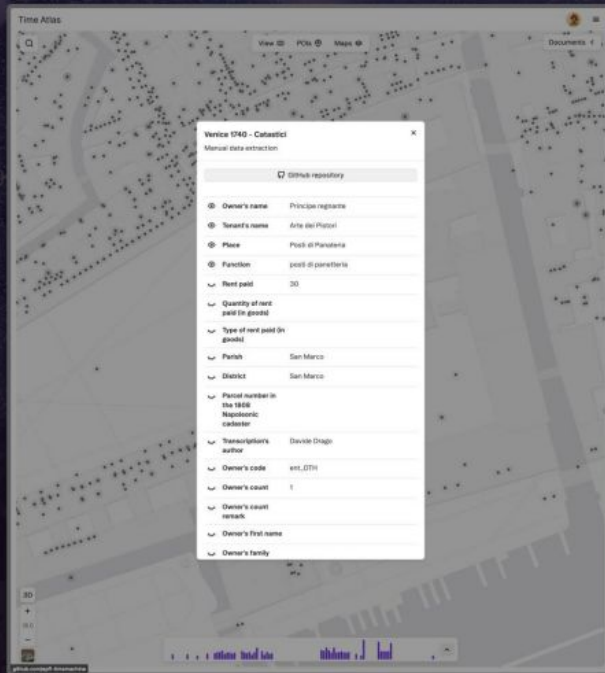 Time Atlas
View
POIs
Maps
Documents
Venice 1740 - Catastici
Manual data extraction
GitHub repository
Owner's name Principe regnante
Tenant's name Arte dei Pistori
Place Posti di Panateria
Function posti di panetteria
Rent paid 30
Quantity of rent
paid (in goods)
Type of rent paid (in
goods)
Parish San Marco
District San Marco
Parcel number in
the 1808
Napoleonic
cadaster
Transcription's
author Davide Drago
Owner's code ent_DTH
Owner's count 1
Owner's count
remark
Owner's first name
Owner's family
3D
+
-